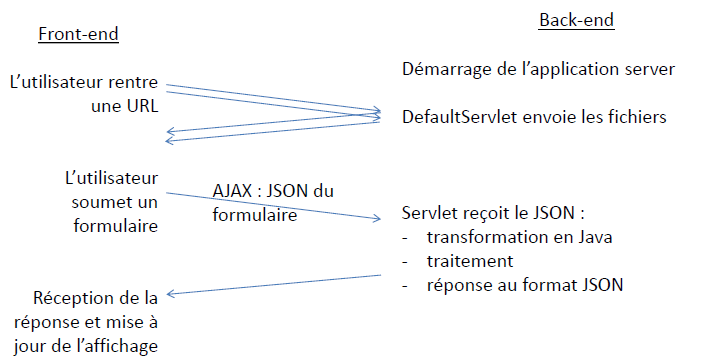 Front-end
Back-end
Démarrage de l'application server
L'utilisateur rentre
une URL
DefaultServlet envoie les fichiers
L'utilisateur
soumet un
formulaire
AJAX : JSON du
formulaire
Servlet reçoit le JSON :
- transformation en Java
- traitement
- réponse au format JSON
Réception de la
réponse et mise à
jour de l'affichage